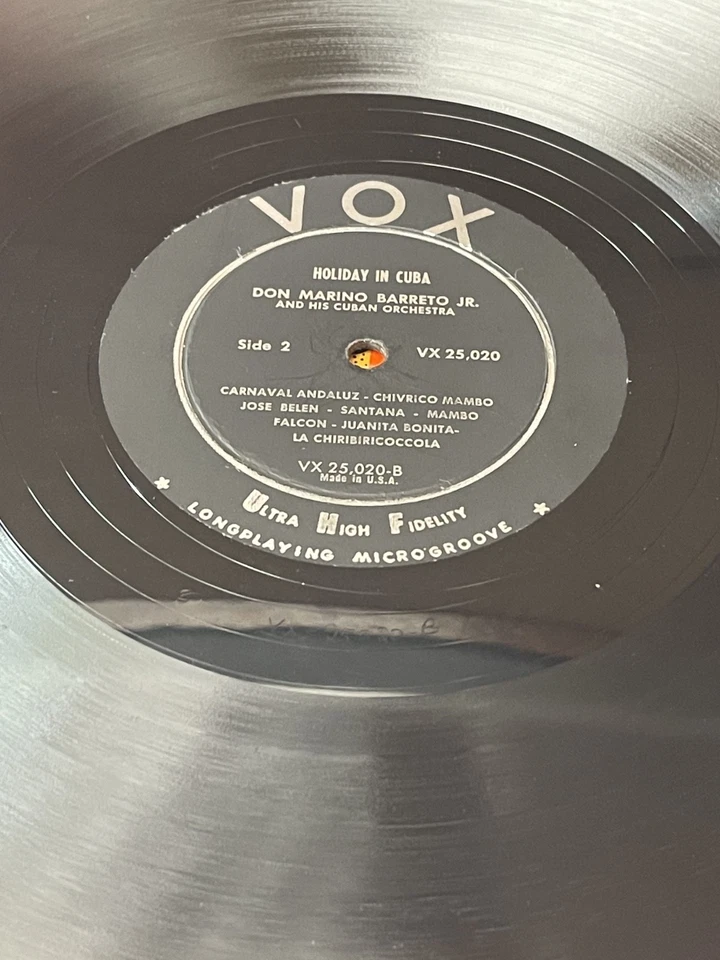 VOX
HOLIDAY IN CUBA
DON MARINO BARRETO JR.
AND HIS CUBAN ORCHESTRA
Side 2
VX 25,020
CARNAVAL ANDALUZ - CHIVRICO MAMBO
JOSE BELEN - SANTANA - MAMBO
FALCON - JUANITA BONITA-
LA CHIRIBIRICOCCOLA
VX 25,020-B
Made in U.S.A.
ULTRA HIGH FIDELITY
LONGPLAYING MICROGROOVE